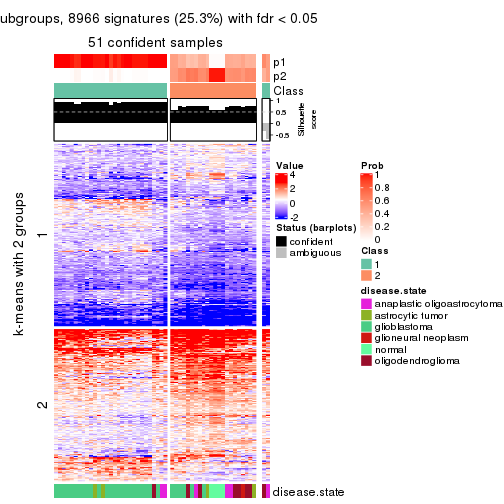 ubgroups, 8966 signatures (25.3%) with fdr < 0.05
51 confident samples
p1
p2
Class
1
0.5
0
-0.5
Silhouette
score
k-means with 2 groups
1
2
Value
4
2
0
-2
Status (barplots)
confident
ambiguous
Prob
1
0.8
0.6
0.4
0.2
0
Class
1
2
disease.state
anaplastic oligoastrocytoma
astrocytic tumor
glioblastoma
glioneural neoplasm
normal
oligodendroglioma
disease.state